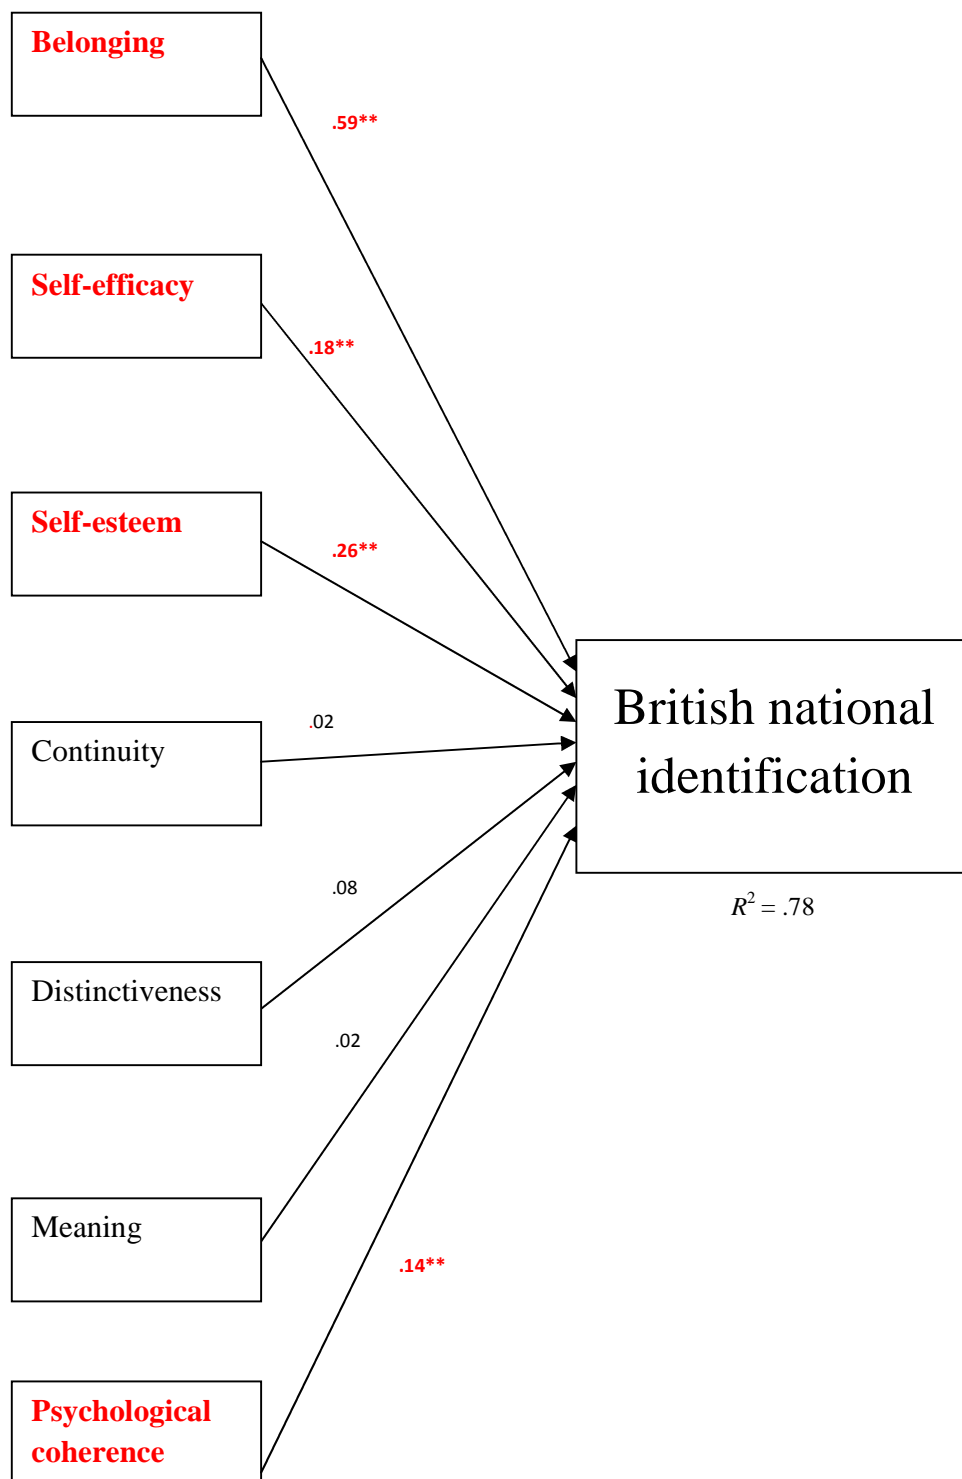 Belonging
.59**
Self-efficacy
.18**
Self-esteem
.26**
British national
identification
Continuity
.02
R² = .78
.08
Distinctiveness
.02
Meaning
.14**
Psychological
coherence